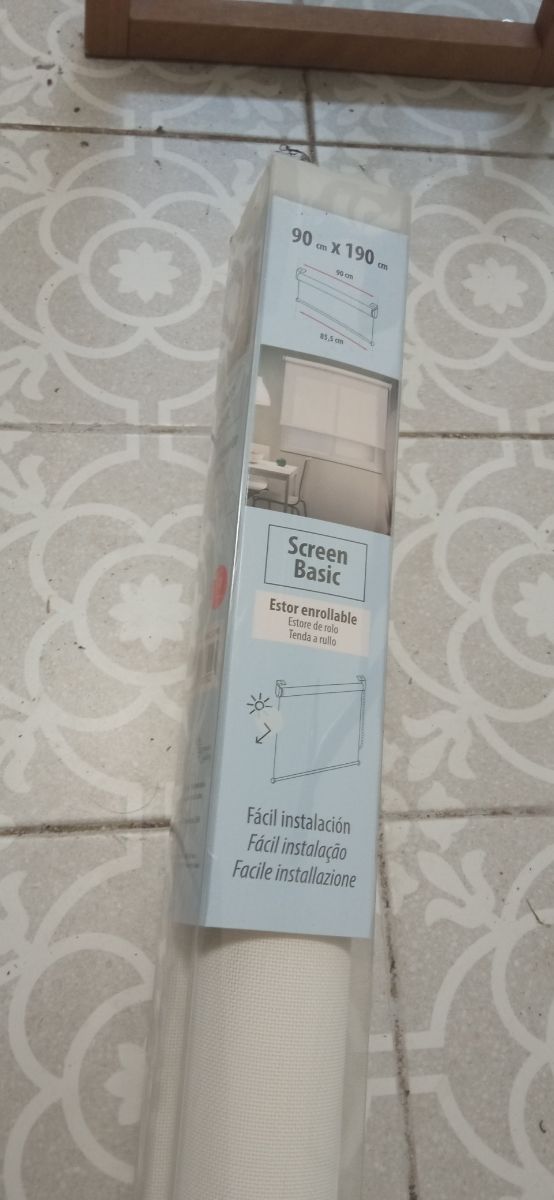 90 cm x 190 cm
90 cm
85,5 cm
Screen
Basic
Estor enrollable
Estore de rolo
Tenda a rullo
Fácil instalación
Fácil instalação
Facile installazione